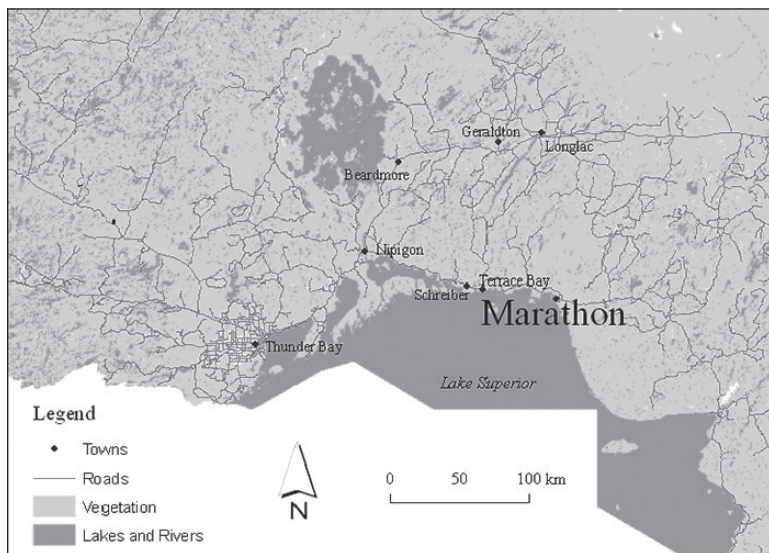 Geraldton
Longlac
Beardmore
Nipigon
Terrace Bay
Schreiber
Marathon
Thunder Bay
Lake Superior
Legend
Towns
Roads
Vegetation
Lakes and Rivers
N
0 50 100 km